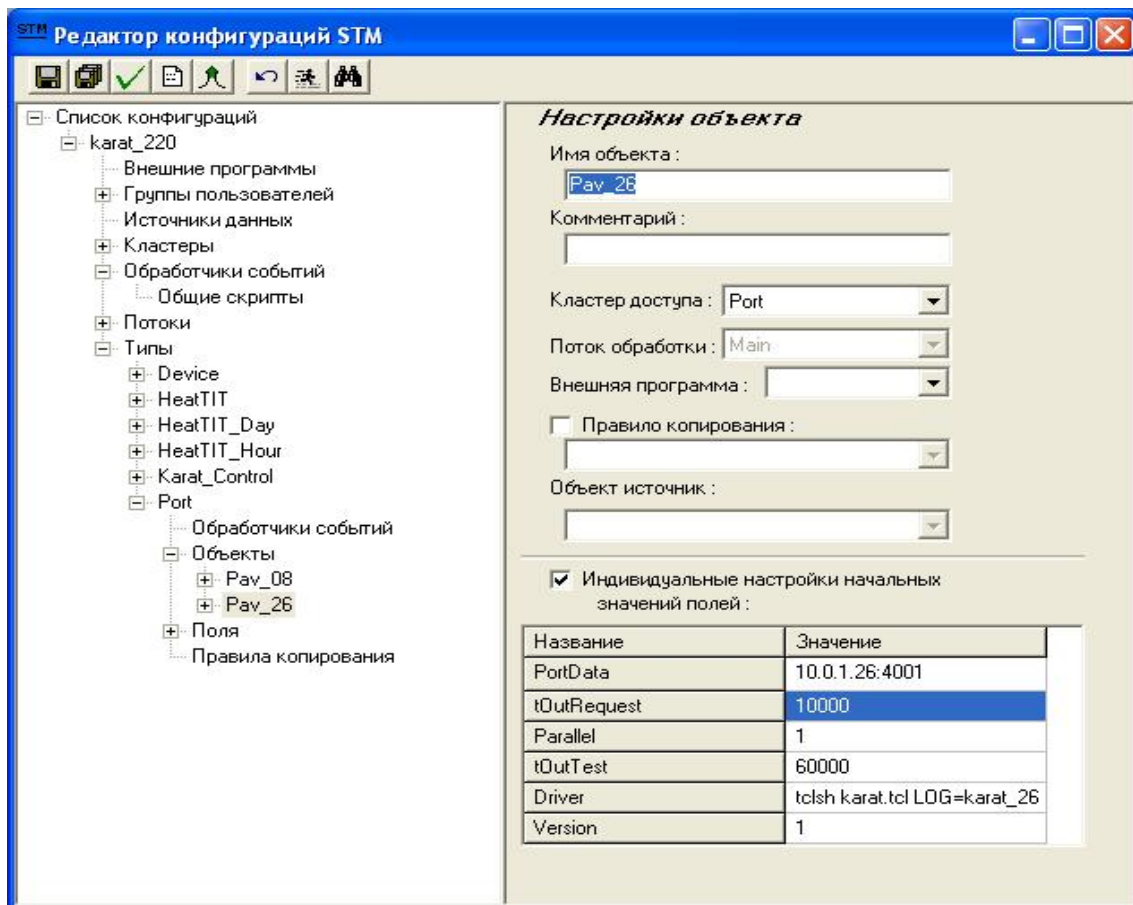 STM Редактор конфигураций STM
Список конфигураций
karat_220
Внешние программы
Группы пользователей
Источники данных
Кластеры
Обработчики событий
Общие скрипты
Потоки
Типы
Device
HeatTIT
HeatTIT_Day
HeatTIT_Hour
Karat_Control
Port
Обработчики событий
Объекты
Pav_08
Pav_26
Поля
Правила копирования
Настройки объекта
Имя объекта :
Pav_26
Комментарий :
Кластер доступа : Port
Поток обработки : Main
Внешняя программа :
Правило копирования :
Объект источник :
Индивидуальные настройки начальных
значений полей :
Название Значение
PortData 10.0.1.26:4001
tOutRequest 10000
Parallel 1
tOutTest 60000
Driver tclsh karat.tcl LOG=karat_26
Version 1